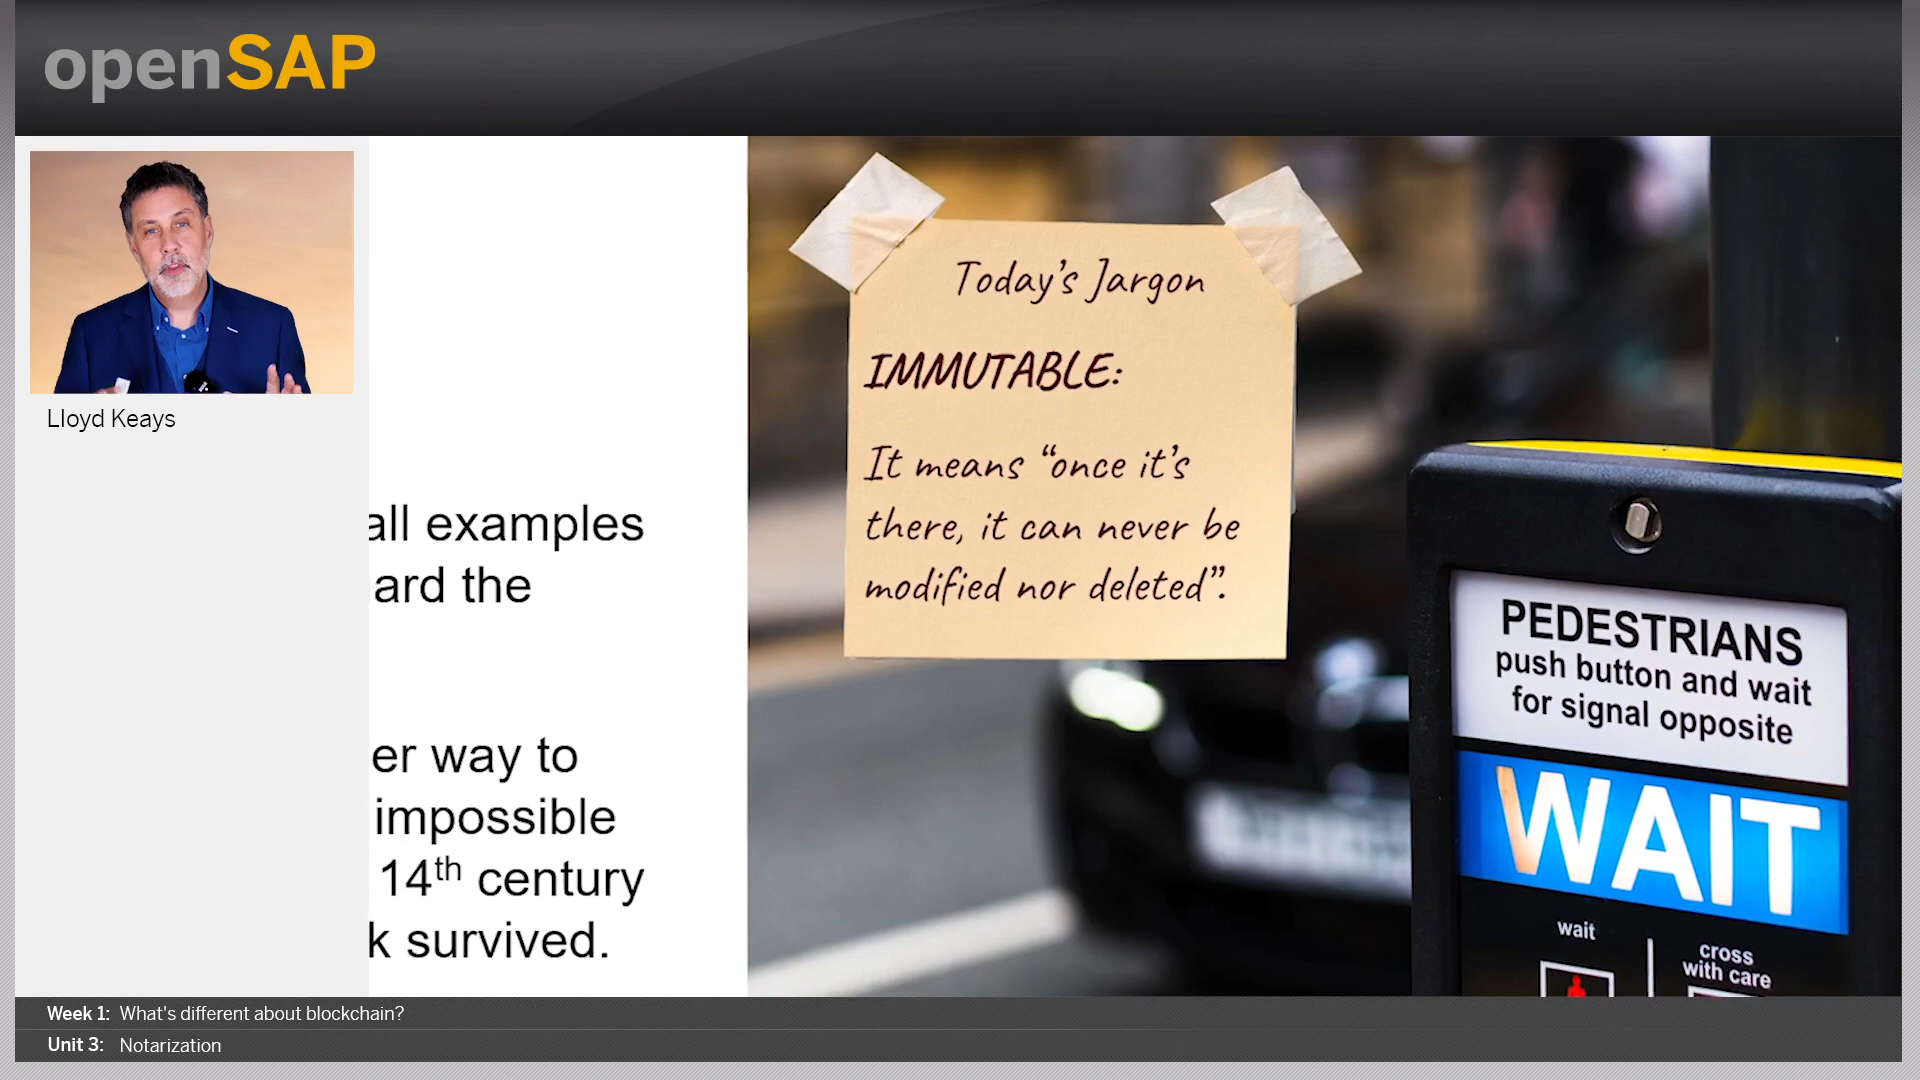 openSAP
Lloyd Keays
all examples
ard the
er way to
impossible
14th century
k survived.
Today's Jargon
IMMUTABLE:
It means “once it's
there, it can never be
modified nor deleted”.
PEDESTRIANS
push button and wait
for signal opposite
WAIT
wait
cross
with care
Week 1: What's different about blockchain?
Unit 3: Notarization